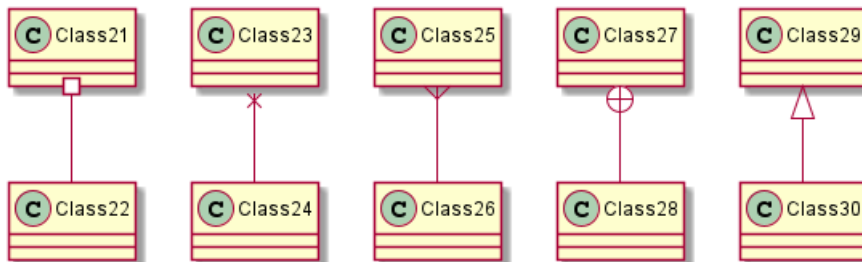 C Class21
C Class23
C Class25
C Class27
C Class29
C Class22
C Class24
C Class26
C Class28
C Class30